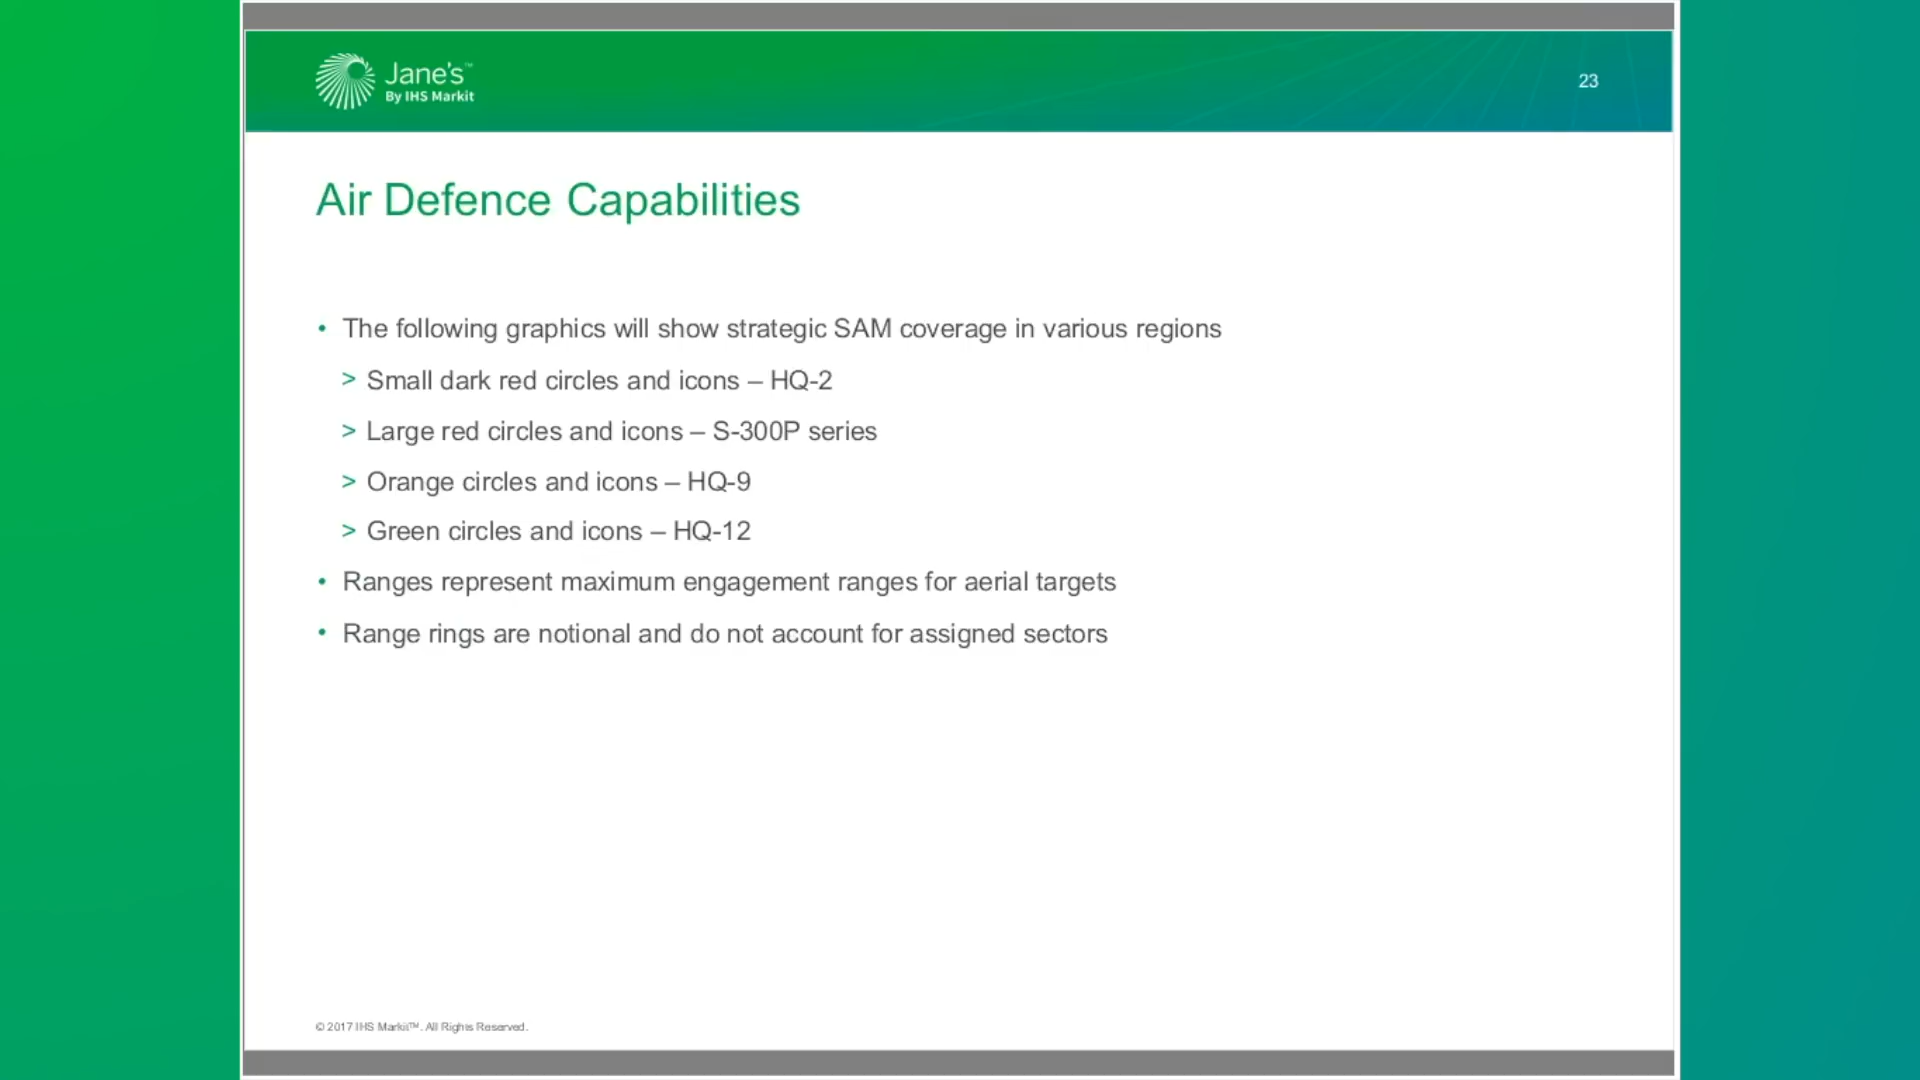 Jane's™
By IHS Markit
23
Air Defence Capabilities
• The following graphics will show strategic SAM coverage in various regions
> Small dark red circles and icons – HQ-2
> Large red circles and icons – S-300P series
> Orange circles and icons – HQ-9
> Green circles and icons – HQ-12
• Ranges represent maximum engagement ranges for aerial targets
• Range rings are notional and do not account for assigned sectors
© 2017 IHS Markit™. All Rights Reserved.